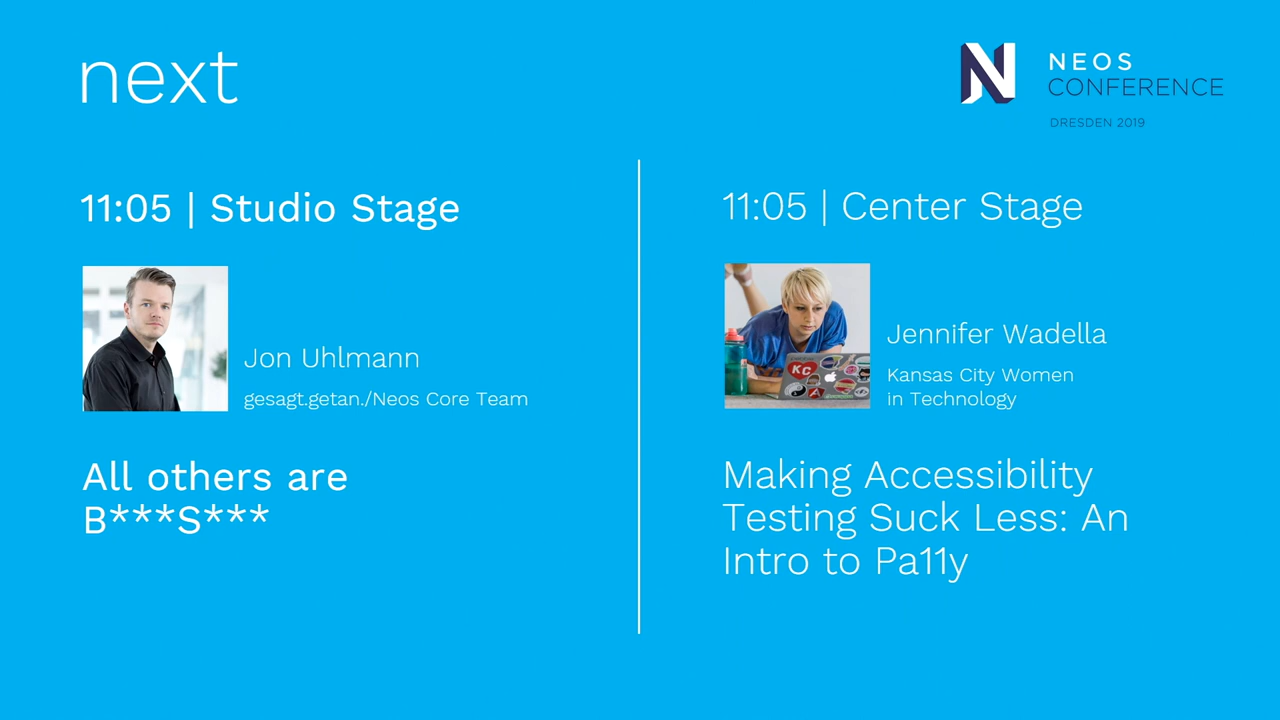 next
NEOS
CONFERENCE
DRESDEN 2019
11:05 | Studio Stage
Jon Uhlmann
gesagt.getan./Neos Core Team
All others are
B***S***
11:05 | Center Stage
KC
Jennifer Wadella
Kansas City Women
in Technology
Making Accessibility
Testing Suck Less: An
Intro to Pa11y